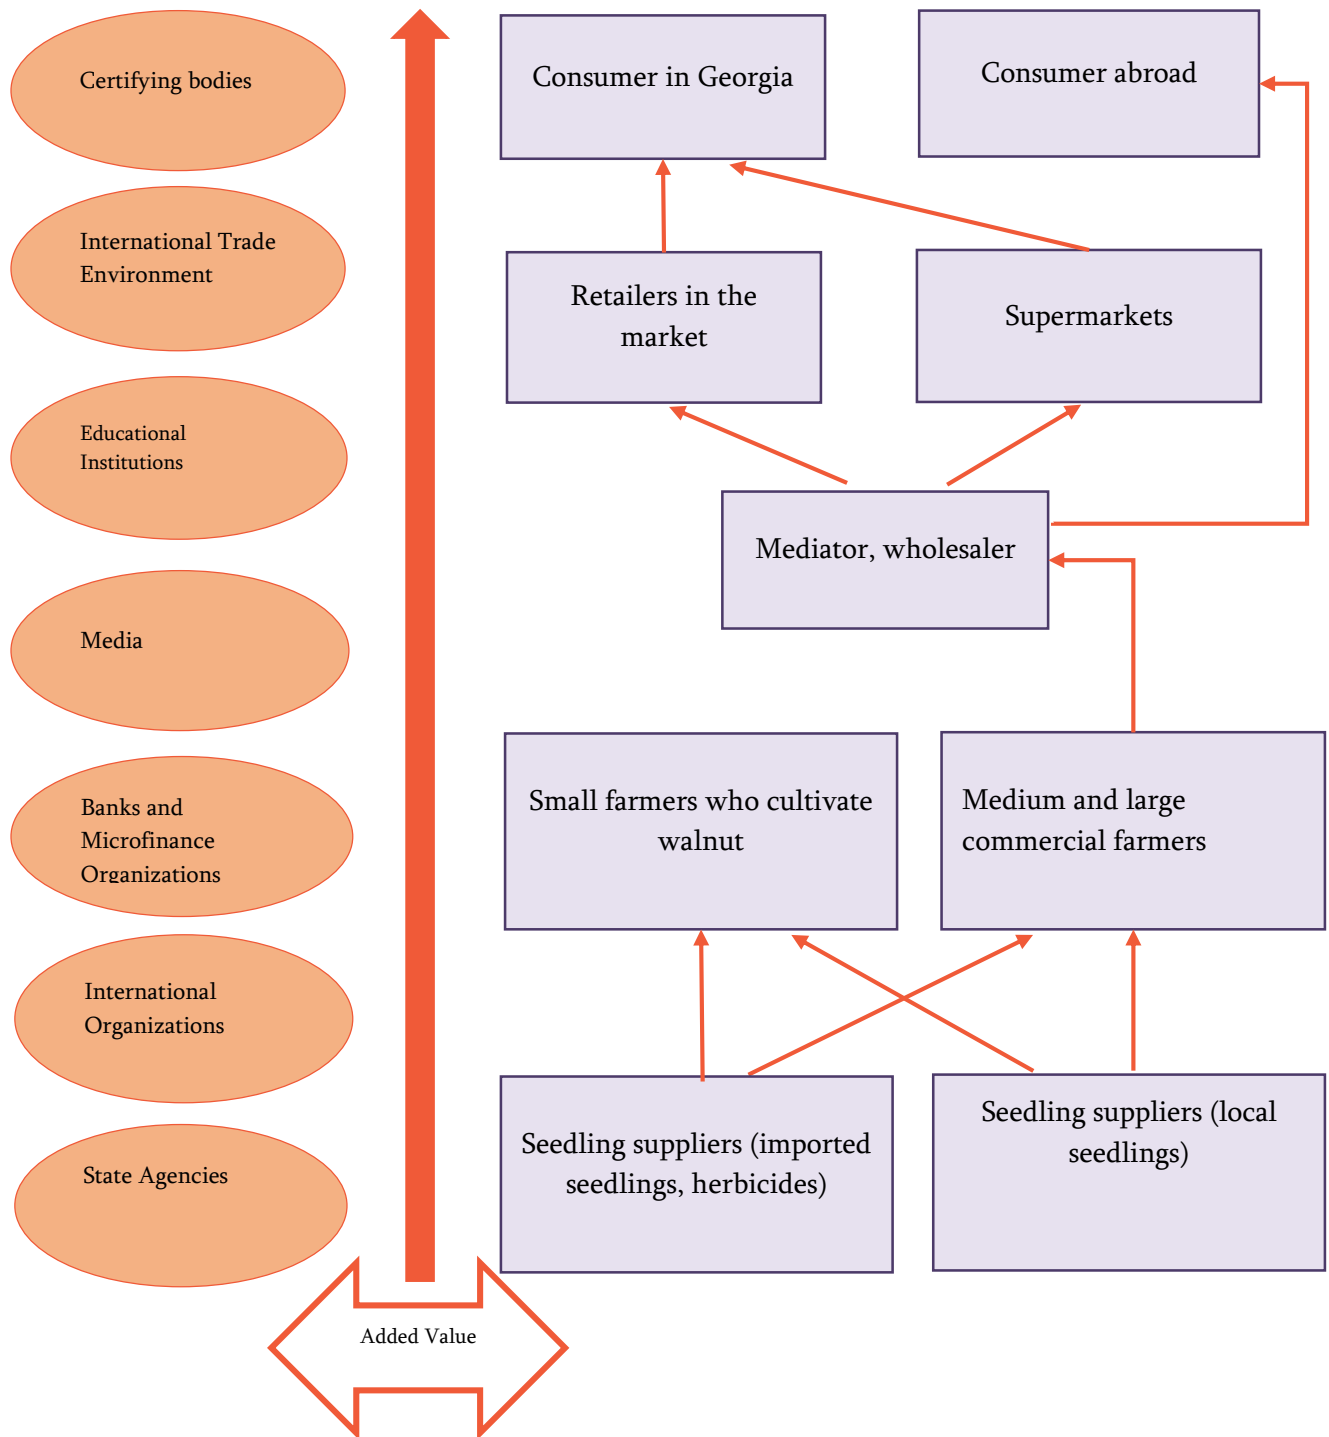 Certifying bodies
Consumer in Georgia
Consumer abroad
International Trade
Environment
Retailers in the
market
Supermarkets
Educational
Institutions
Mediator, wholesaler
Media
Banks and
Microfinance
Organizations
Small farmers who cultivate
walnut
Medium and large
commercial farmers
International
Organizations
State Agencies
Seedling suppliers (imported
seedlings, herbicides)
Seedling suppliers (local
seedlings)
Added Value